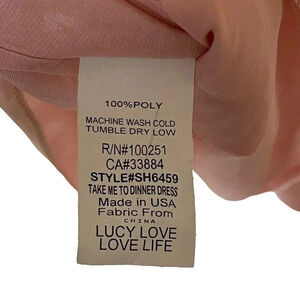 100%POLY
MACHINE WASH COLD
TUMBLE DRY LOW
R/N#100251
CA#33884
STYLE#SH6459
TAKE ME TO DINNER DRESS
Made in USA
Fabric From
CHINA
LUCY LOVE
LOVE LIFE